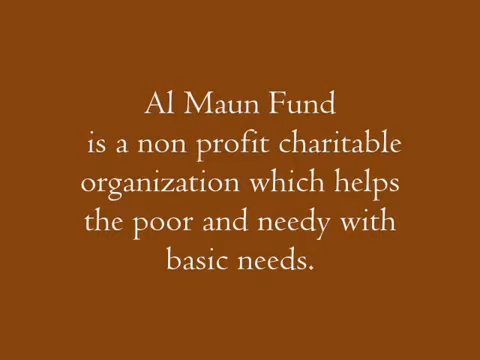 Al Maun Fund
is a non profit charitable
organization which helps
the poor and needy with
basic needs.